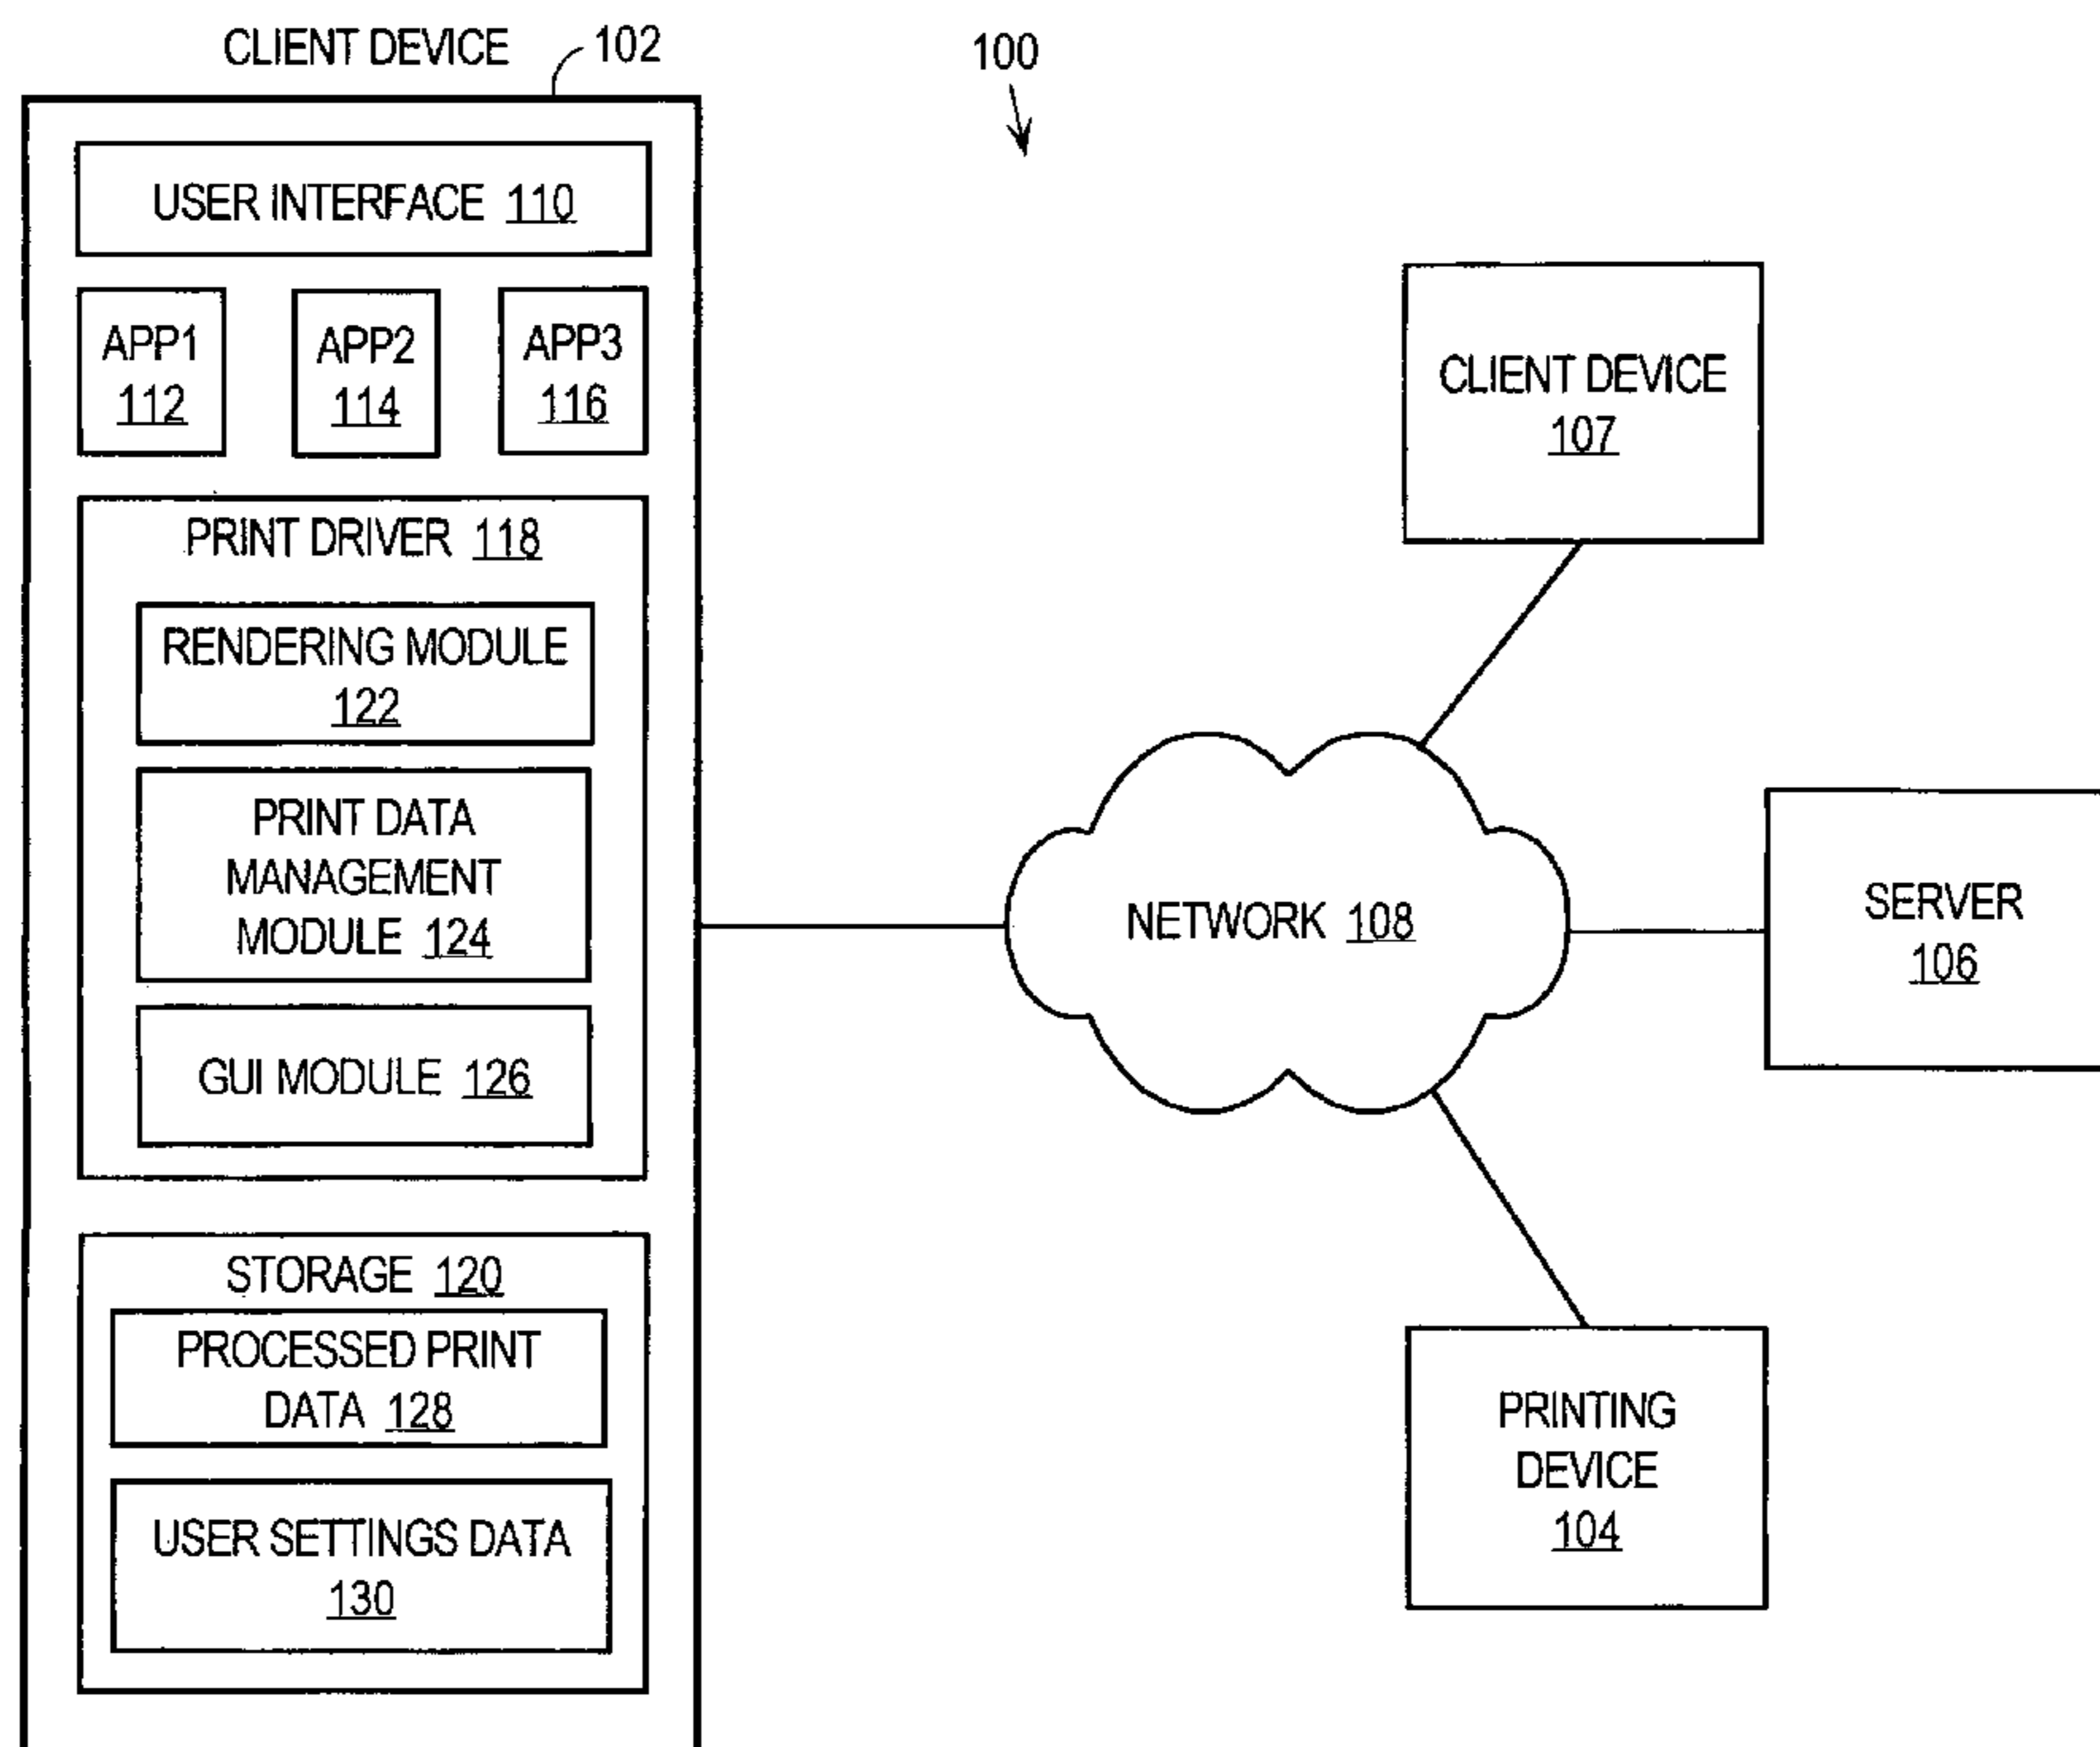 CLIENT DEVICE 102
100
USER INTERFACE 110
APP1
112
APP2
114
APP3
116
PRINT DRIVER 118
RENDERING MODULE
122
PRINT DATA
MANAGEMENT
MODULE 124
GUI MODULE 126
STORAGE 120
PROCESSED PRINT
DATA 128
USER SETTINGS DATA
130
NETWORK 108
CLIENT DEVICE
107
SERVER
106
PRINTING
DEVICE
104